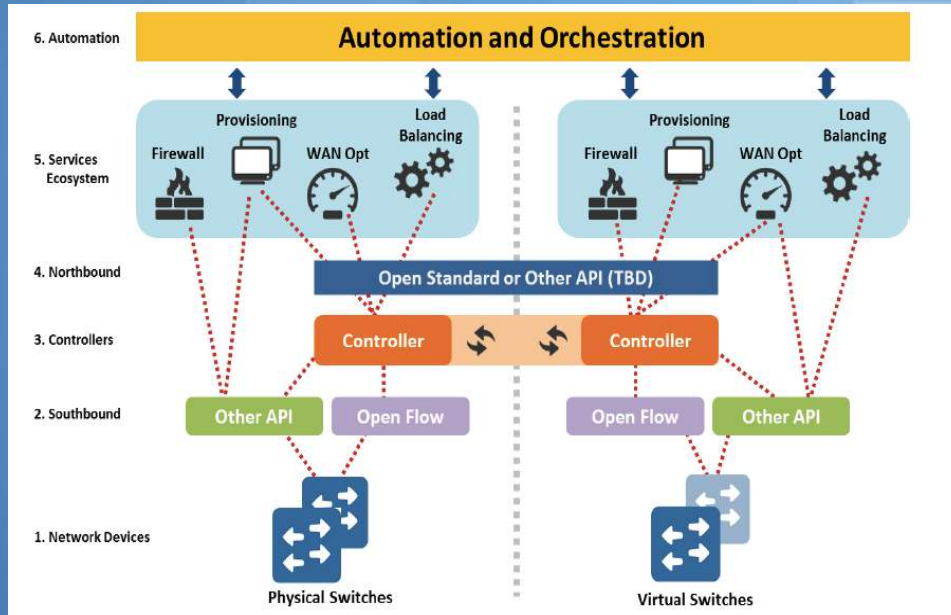 6. Automation
Automation and Orchestration
5. Services
Ecosystem
Firewall
Provisioning
WAN Opt
Load
Balancing
Firewall
Provisioning
WAN Opt
Load
Balancing
4. Northbound
Open Standard or Other API (TBD)
3. Controllers
Controller
Controller
2. Southbound
Other API
Open Flow
Open Flow
Other API
1. Network Devices
Physical Switches
Virtual Switches